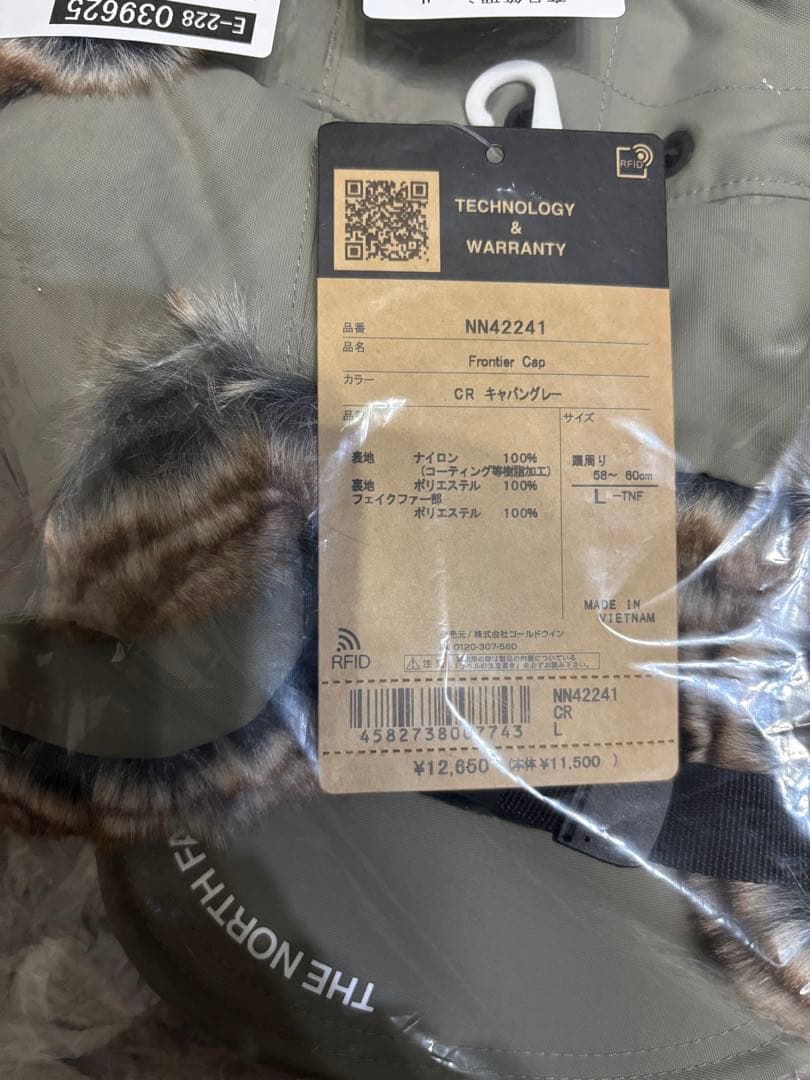 E-228 039625
RFID
TECHNOLOGY
&
WARRANTY
品番 NN42241
品名 Frontier Cap
カラー CR キャバングレー
サイズ
表地 ナイロン 100%
(コーティング等樹脂加工)
裏地 ポリエステル 100%
フェイクファー部
ポリエステル 100%
頭周り
58~ 60cm
L -TNF
MADE IN
VIETNAM
発売元/株式会社ゴールドウイン
0120-307-560
RFID
注
NN42241
CR
L
4582738007743
¥12,650 (本体¥11,500 )
THE NORTH FA